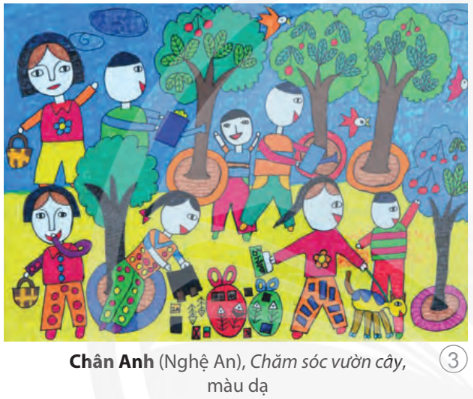 Chân Anh (Nghệ An), Chăm sóc vườn cây, 3
màu dạ